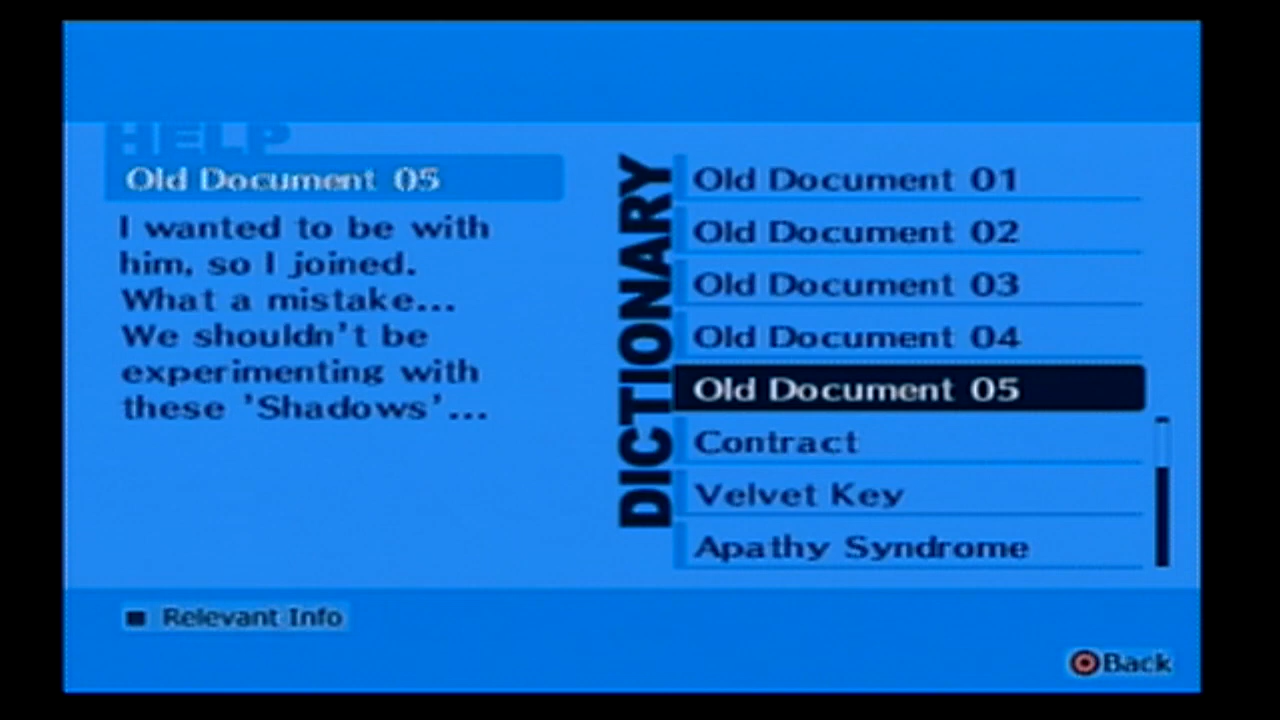 HELP
Old Document 05
I wanted to be with
him, so I joined.
What a mistake...
We shouldn't be
experimenting with
these 'Shadows'...
DICTIONARY
Old Document 01
Old Document 02
Old Document 03
Old Document 04
Old Document 05
Contract
Velvet Key
Apathy Syndrome
Relevant Info
Back